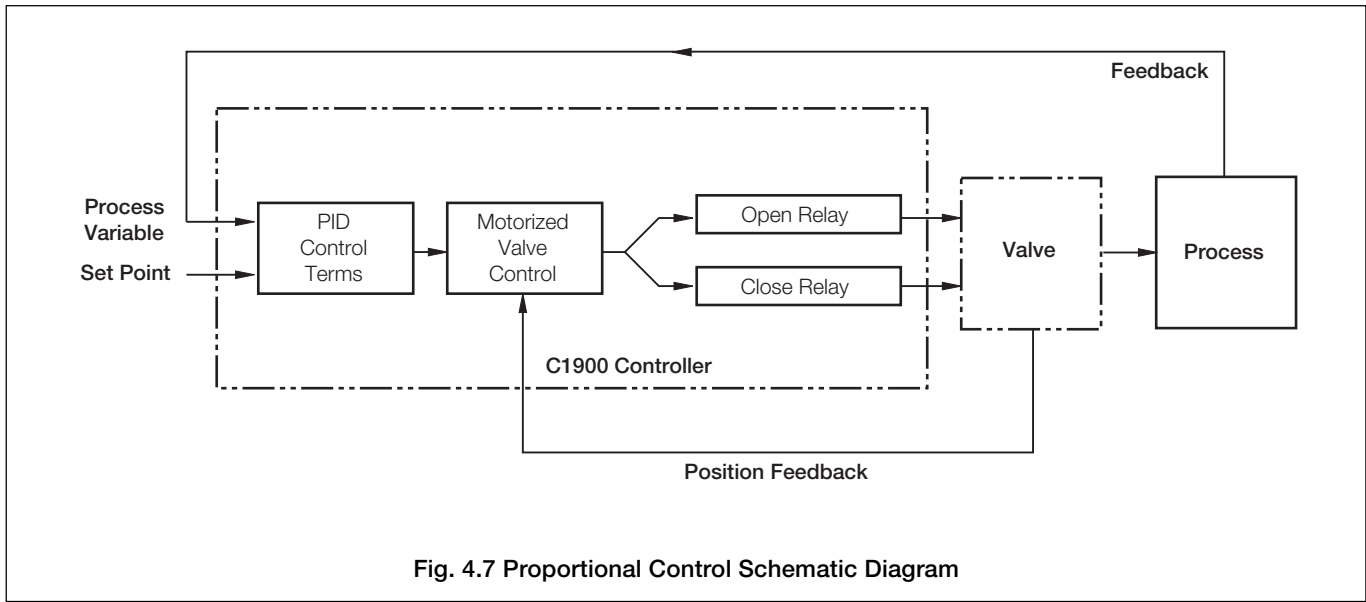 Feedback
Process
Variable
Set Point
PID
Control
Terms
Motorized
Valve
Control
Open Relay
Close Relay
Valve
Process
C1900 Controller
Position Feedback
Fig. 4.7 Proportional Control Schematic Diagram